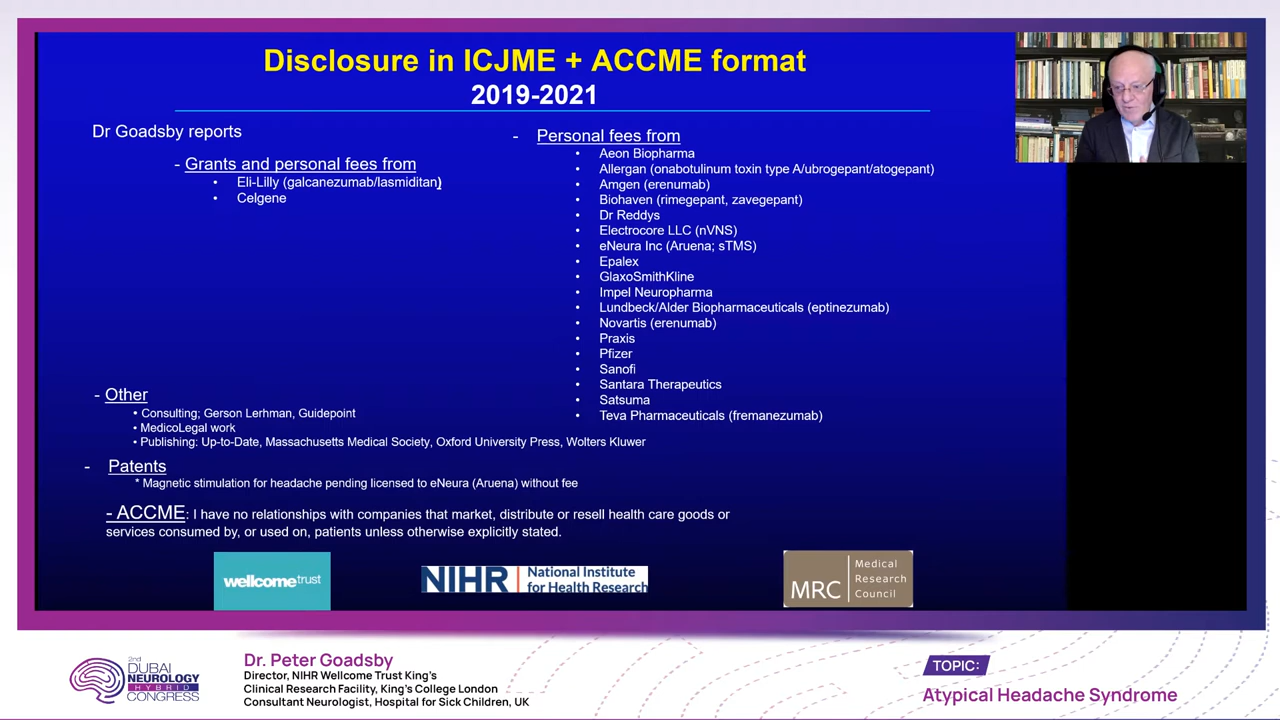 Disclosure in ICJME + ACCME format
2019-2021
Dr Goadsby reports
- Grants and personal fees from
• Eli-Lilly (galcanezumab/lasmiditan)
• Celgene
- Personal fees from
• Aeon Biopharma
• Allergan (onabotulinum toxin type A/ubrogepant/atogepant)
• Amgen (erenumab)
• Biohaven (rimegepant, zavegepant)
• Dr Reddys
• Electrocore LLC (nVNS)
• eNeura Inc (Aruena; sTMS)
• Epalex
• GlaxoSmithKline
• Impel Neuropharma
• Lundbeck/Alder Biopharmaceuticals (eptinezumab)
• Novartis (erenumab)
• Praxis
• Pfizer
• Sanofi
• Santara Therapeutics
• Satsuma
• Teva Pharmaceuticals (fremanezumab)
- Other
• Consulting; Gerson Lerhman, Guidepoint
• MedicoLegal work
• Publishing: Up-to-Date, Massachusetts Medical Society, Oxford University Press, Wolters Kluwer
- Patents
* Magnetic stimulation for headache pending licensed to eNeura (Aruena) without fee
- ACCME: I have no relationships with companies that market, distribute or resell health care goods or
services consumed by, or used on, patients unless otherwise explicitly stated.
wellcometrust
NIHR | National Institute
for Health Research
MRC | Medical
Research
Council
2nd
DUBAI
NEUROLOGY
HYBRID
CONGRESS
Dr. Peter Goadsby
Director, NIHR Wellcome Trust King's
Clinical Research Facility, King's College London
Consultant Neurologist, Hospital for Sick Children, UK
TOPIC:
Atypical Headache Syndrome